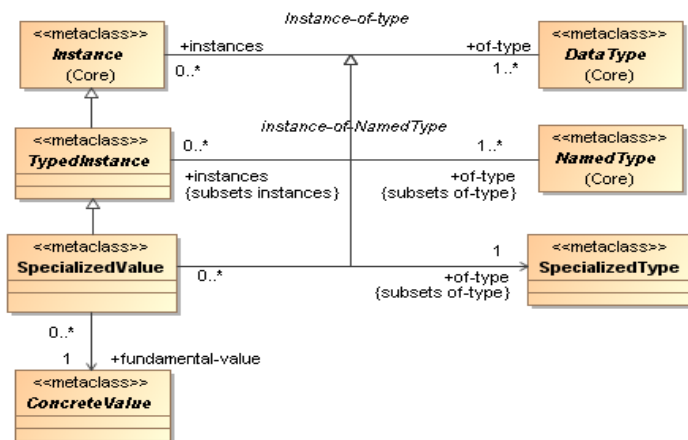 Instance-of-type
<<metaclass>>
Instance
(Core)
+instances
0..*
+of-type
1..*
<<metaclass>>
DataType
(Core)
instance-of-NamedType
<<metaclass>>
TypedInstance
0..*
+instances
{subsets instances}
1..*
+of-type
{subsets of-type}
<<metaclass>>
NamedType
(Core)
<<metaclass>>
SpecializedValue
0..*
1
+of-type
{subsets of-type}
<<metaclass>>
SpecializedType
0..*
1
+fundamental-value
<<metaclass>>
ConcreteValue